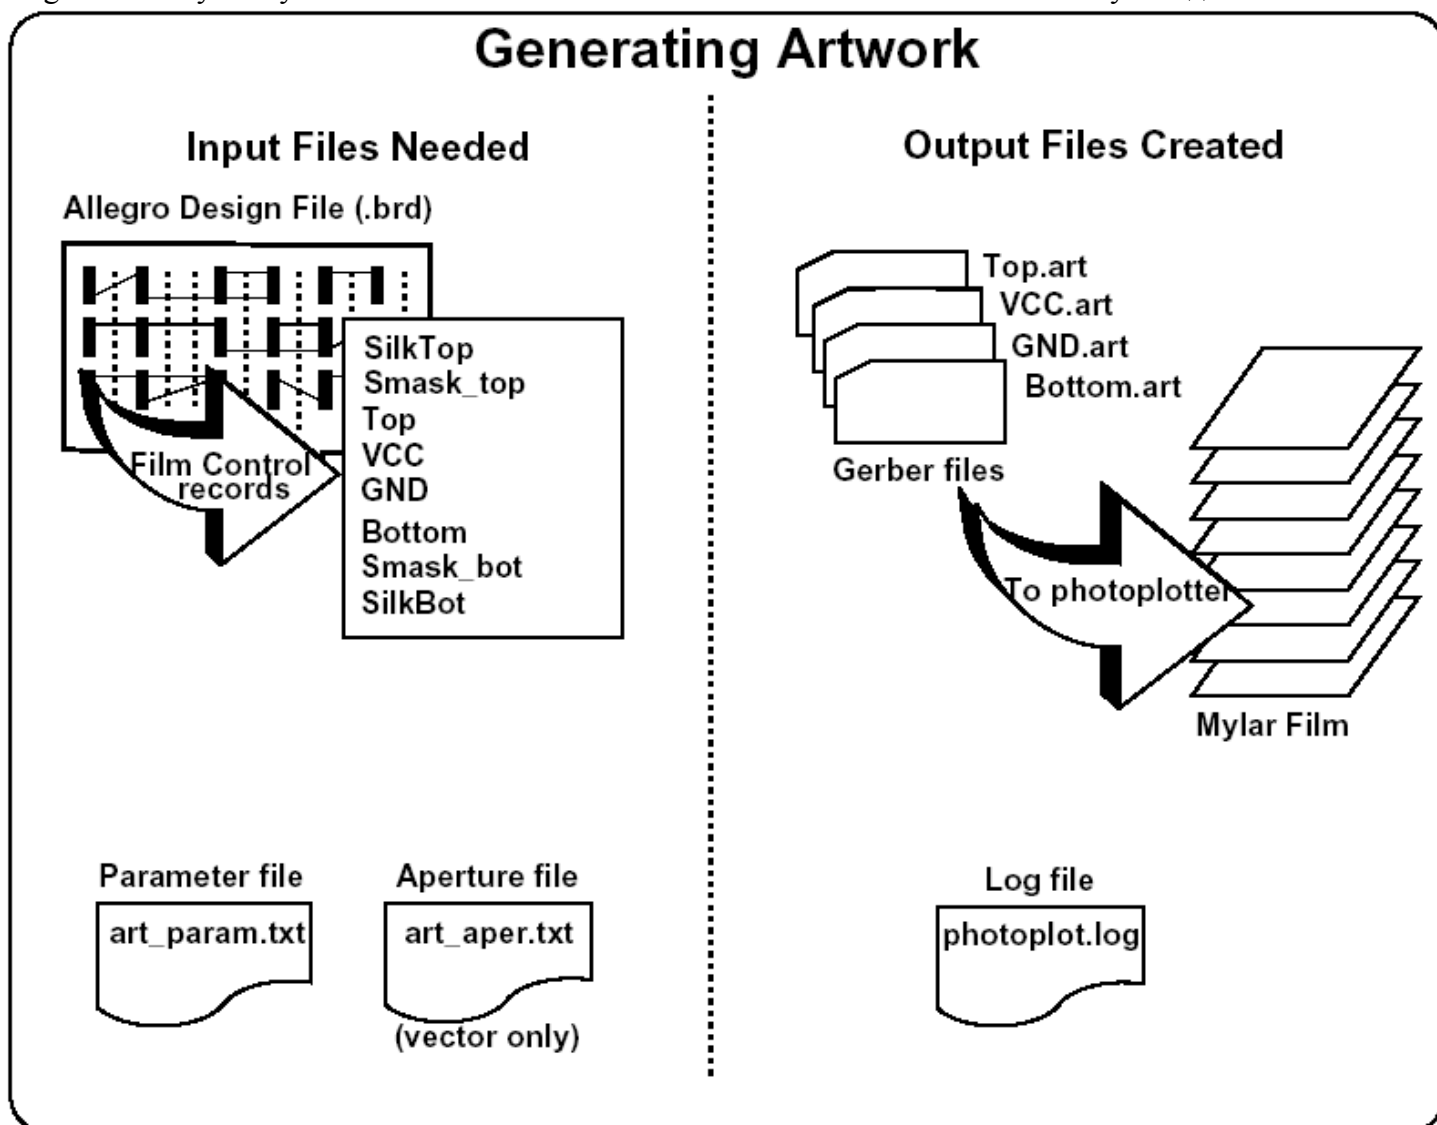 Generating Artwork
Input Files Needed
Allegro Design File (.brd)
Film Control
records
SilkTop
Smask_top
Top
VCC
GND
Bottom
Smask_bot
SilkBot
Parameter file
art_param.txt
Aperture file
art_aper.txt
(vector only)
Output Files Created
Top.art
VCC.art
GND.art
Bottom.art
Gerber files
To photoplotter
Mylar Film
Log file
photoplot.log